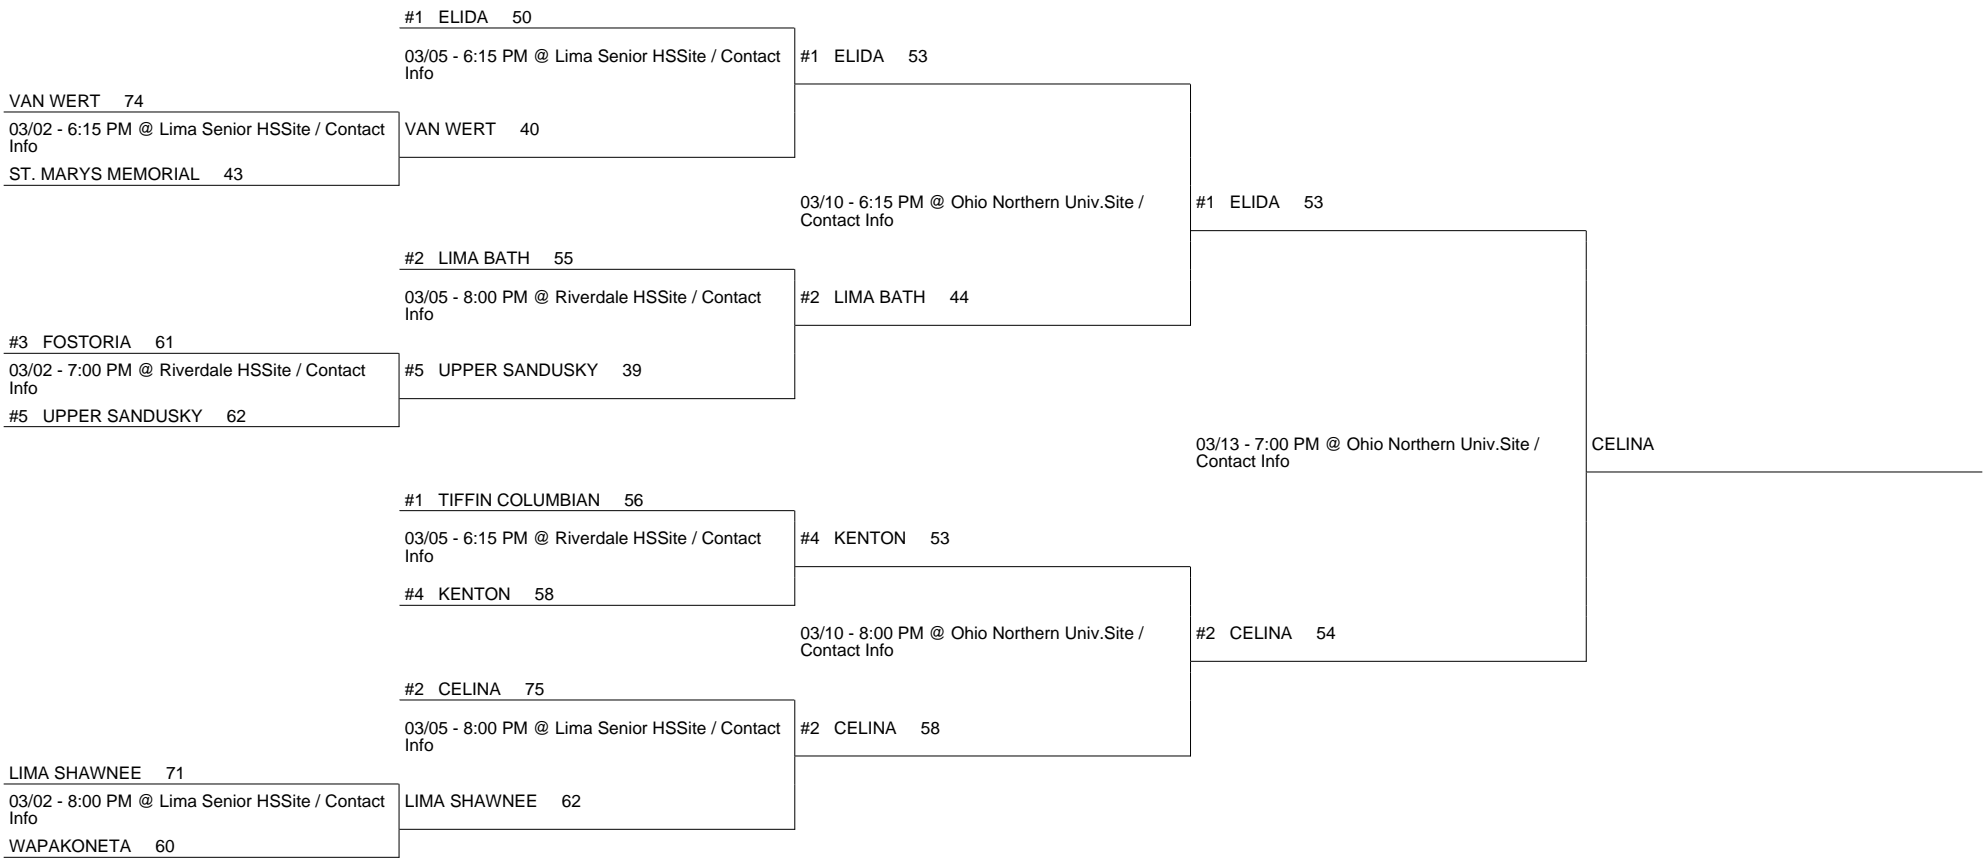 #1 ELIDA 50
03/05 - 6:15 PM @ Lima Senior HSSite / Contact
Info
#1 ELIDA 53
VAN WERT 74
03/02 - 6:15 PM @ Lima Senior HSSite / Contact
Info
VAN WERT 40
ST. MARYS MEMORIAL 43
03/10 - 6:15 PM @ Ohio Northern Univ.Site /
Contact Info
#1 ELIDA 53
#2 LIMA BATH 55
03/05 - 8:00 PM @ Riverdale HSSite / Contact
Info
#2 LIMA BATH 44
#3 FOSTORIA 61
03/02 - 7:00 PM @ Riverdale HSSite / Contact
Info
#5 UPPER SANDUSKY 39
#5 UPPER SANDUSKY 62
03/13 - 7:00 PM @ Ohio Northern Univ.Site /
Contact Info
CELINA
#1 TIFFIN COLUMBIAN 56
03/05 - 6:15 PM @ Riverdale HSSite / Contact
Info
#4 KENTON 53
#4 KENTON 58
03/10 - 8:00 PM @ Ohio Northern Univ.Site /
Contact Info
#2 CELINA 54
#2 CELINA 75
03/05 - 8:00 PM @ Lima Senior HSSite / Contact
Info
#2 CELINA 58
LIMA SHAWNEE 71
03/02 - 8:00 PM @ Lima Senior HSSite / Contact
Info
LIMA SHAWNEE 62
WAPAKONETA 60